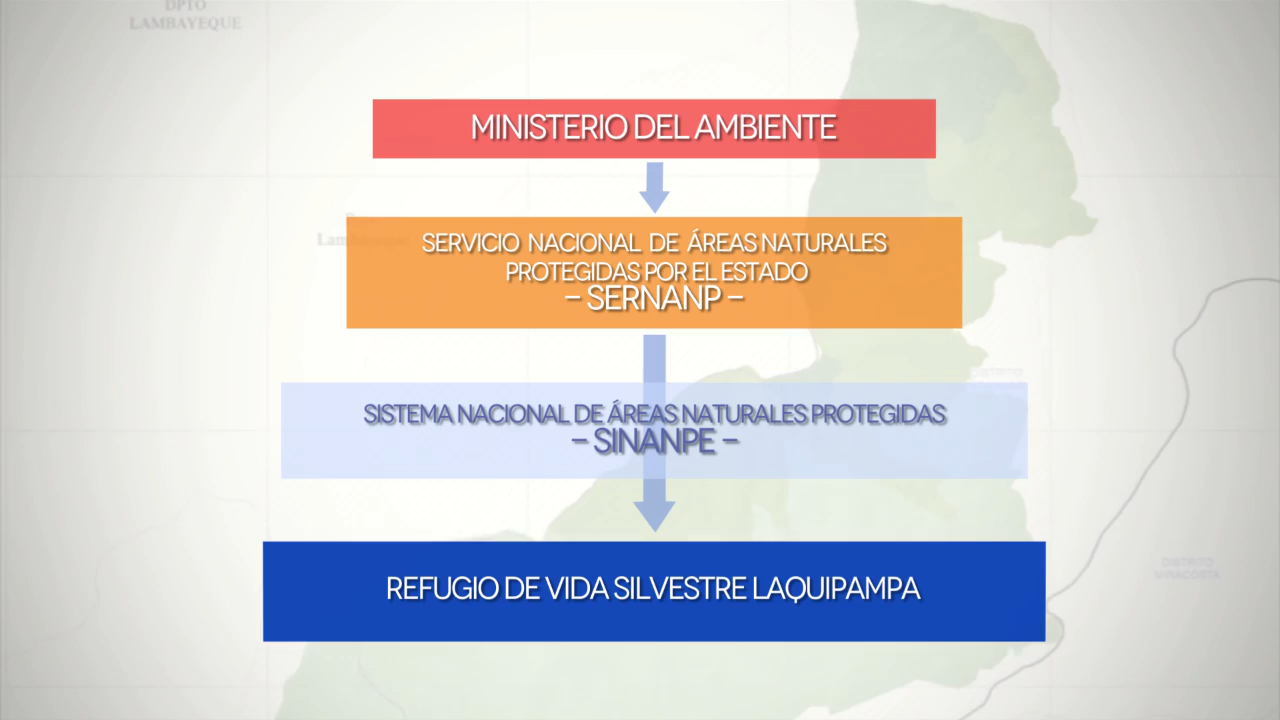 DPTO
LAMBAYEQUE
MINISTERIO DEL AMBIENTE
SERVICIO NACIONAL DE ÁREAS NATURALES
PROTEGIDAS POR EL ESTADO
- SERNANP -
SISTEMA NACIONAL DE ÁREAS NATURALES PROTEGIDAS
- SINANPE -
DISTRITO
MIRACOSTA
REFUGIO DE VIDA SILVESTRE LAQUIPAMPA